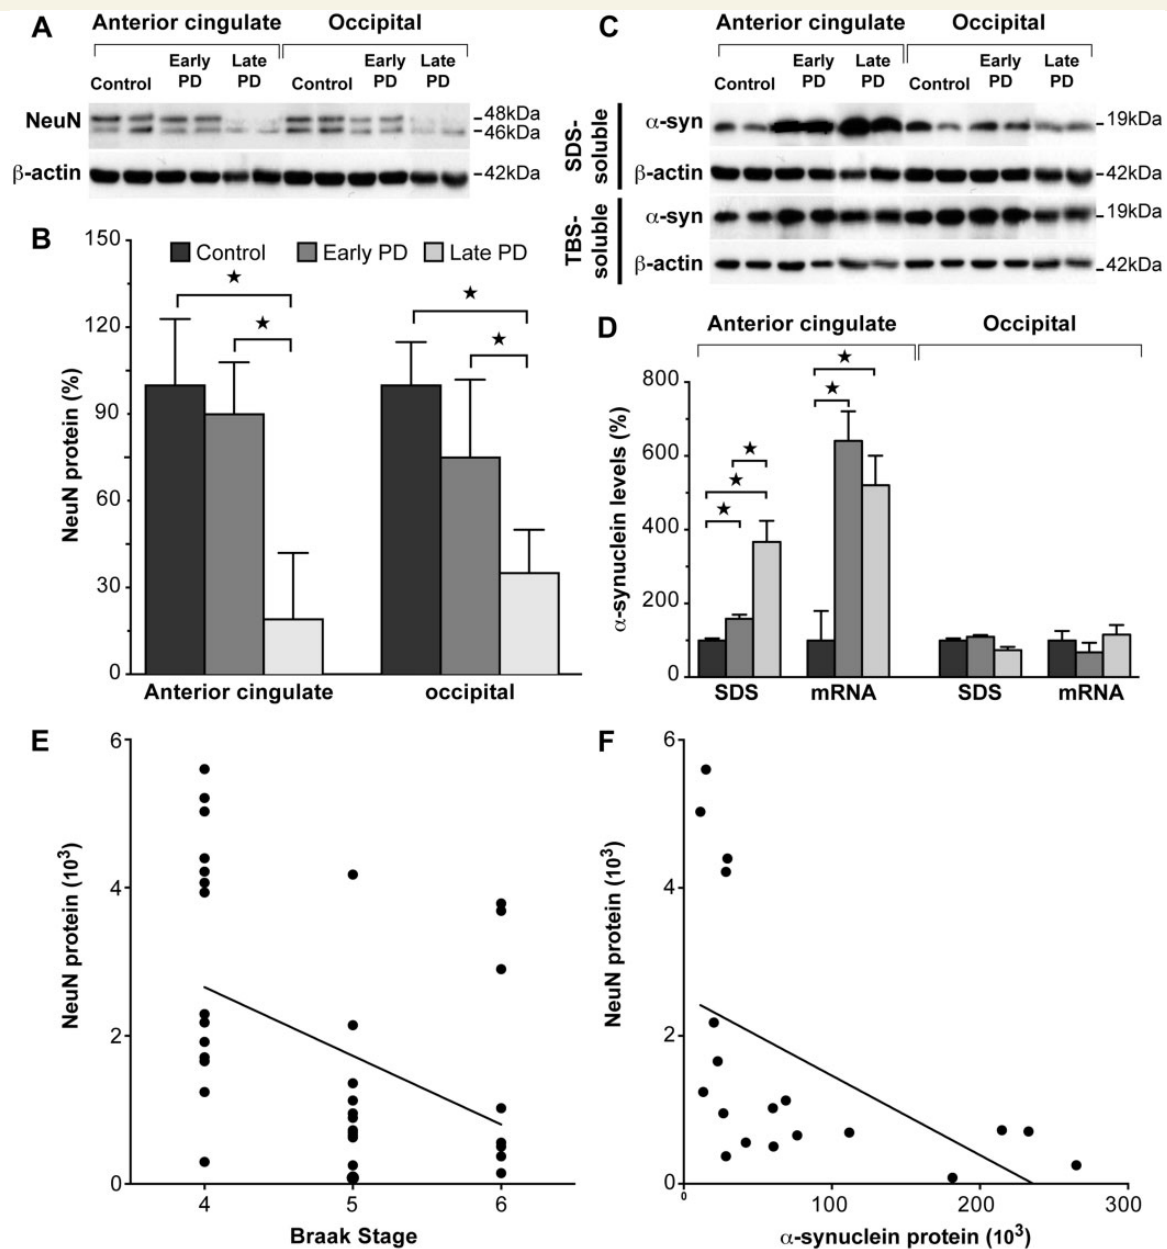 A
Anterior cingulate Occipital
Control Early PD Late PD Control Early PD Late PD
NeuN
-48kDa
-46kDa
β-actin -42kDa
B
150
120
90
60
30
0
NeuN protein (%)
Control Early PD Late PD
★ ★
★ ★
Anterior cingulate occipital
C
Anterior cingulate Occipital
Control Early PD Late PD Control Early PD Late PD
SDS-soluble
α-syn -19kDa
β-actin -42kDa
TBS-soluble
α-syn -19kDa
β-actin -42kDa
D
Anterior cingulate Occipital
800
600
400
200
0
α-synuclein levels (%)
★ ★ ★ ★ ★
SDS mRNA SDS mRNA
E
6
4
2
0
NeuN protein (10³)
4 5 6
Braak Stage
F
6
4
2
0
NeuN protein (10³)
0 100 200 300
α-synuclein protein (10³)